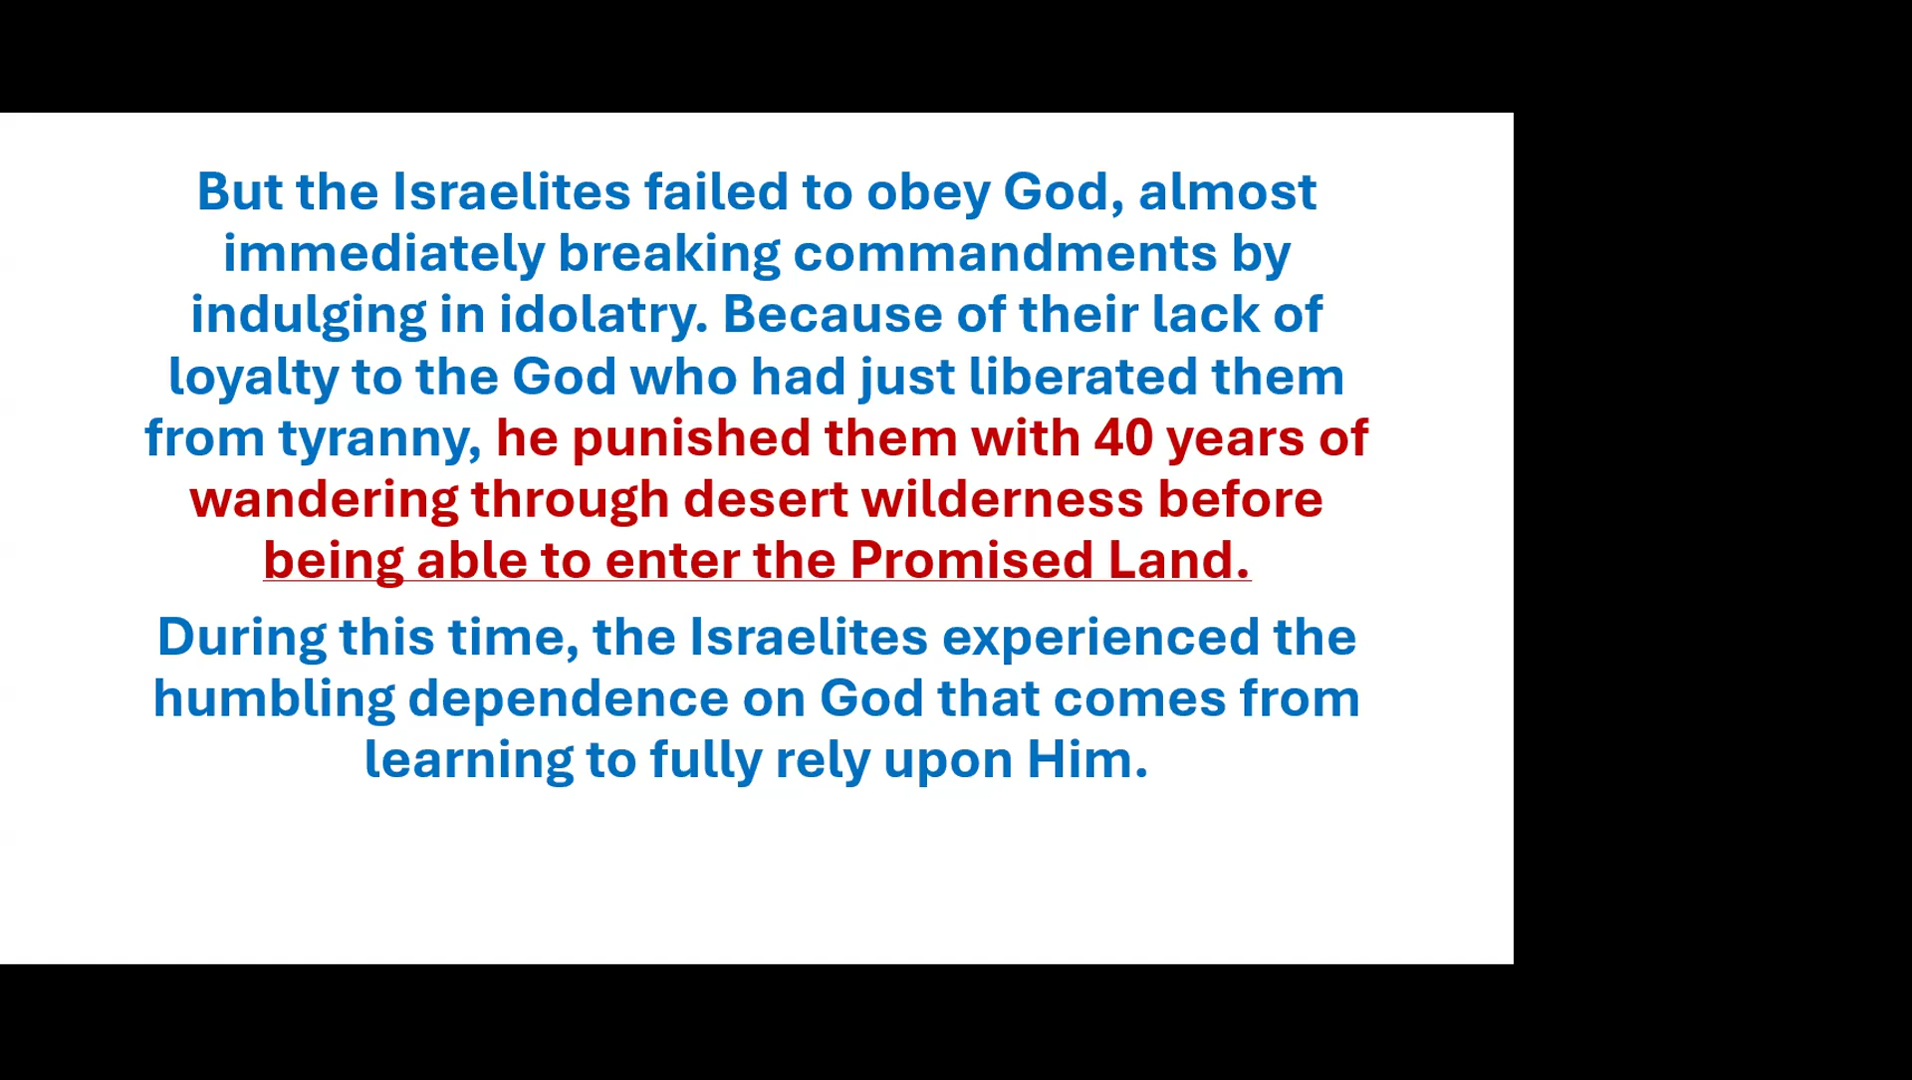 But the Israelites failed to obey God, almost
immediately breaking commandments by
indulging in idolatry. Because of their lack of
loyalty to the God who had just liberated them
from tyranny, he punished them with 40 years of
wandering through desert wilderness before
being able to enter the Promised Land.
During this time, the Israelites experienced the
humbling dependence on God that comes from
learning to fully rely upon Him.